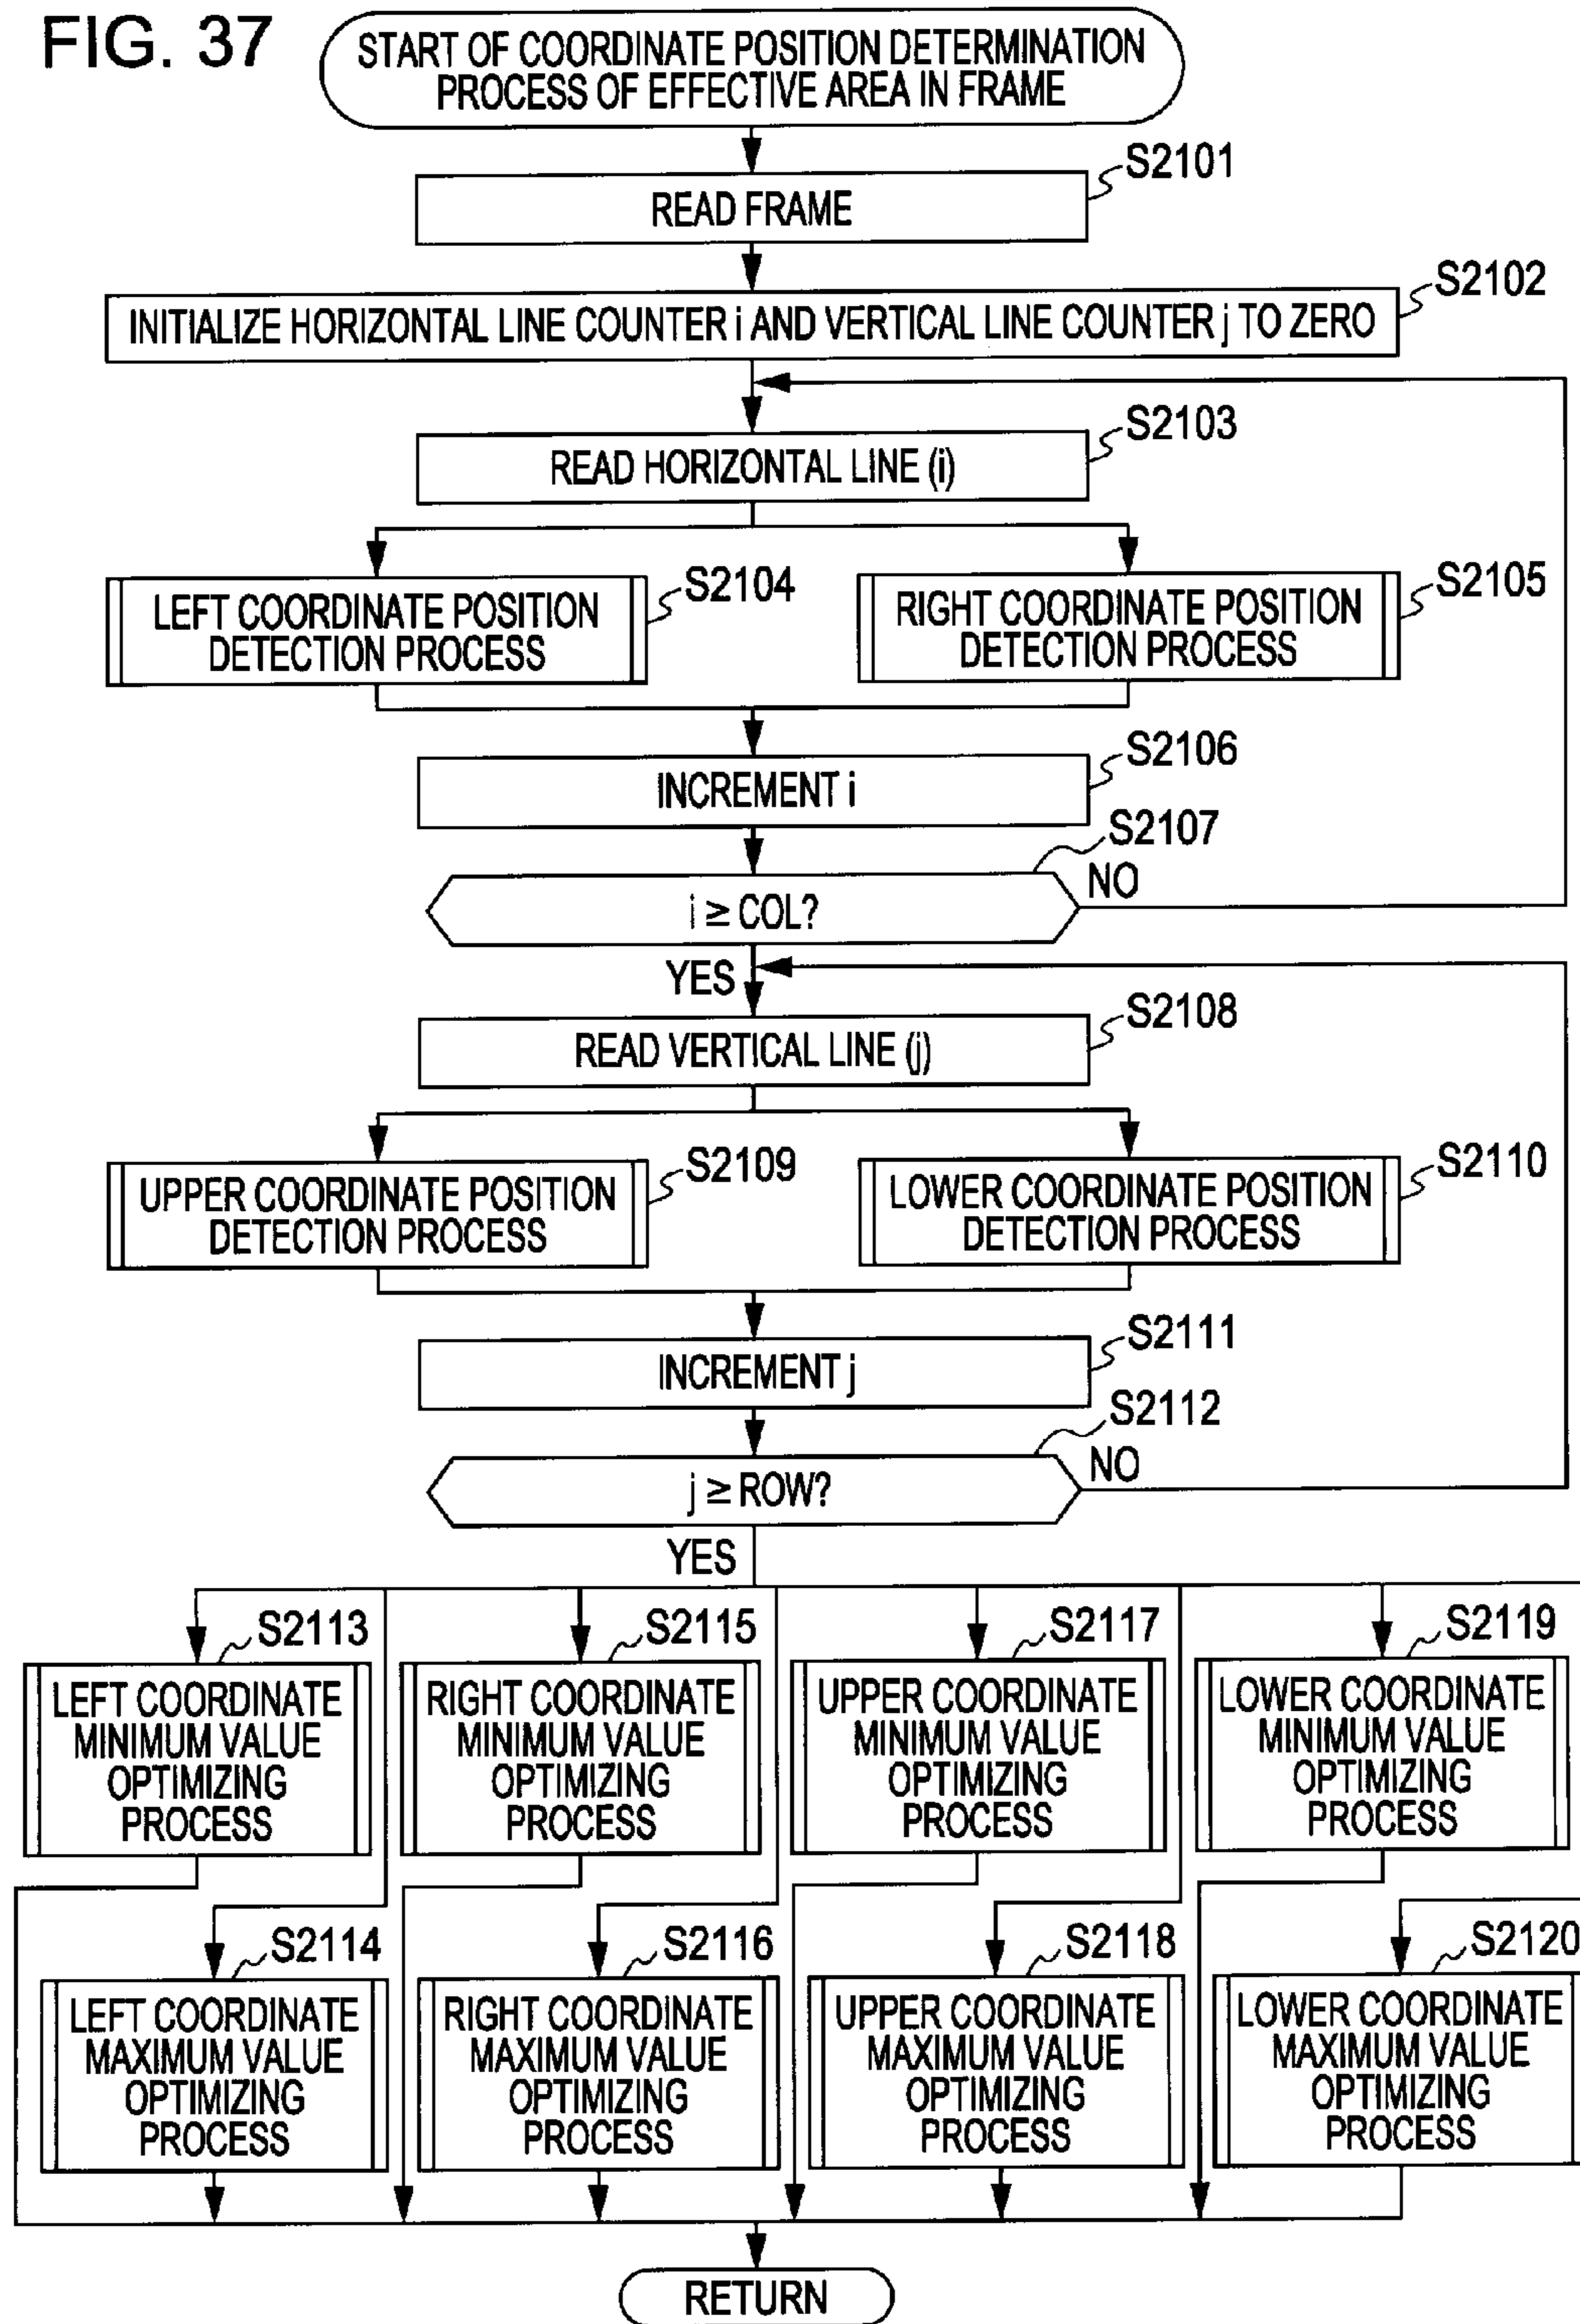 FIG. 37
START OF COORDINATE POSITION DETERMINATION
PROCESS OF EFFECTIVE AREA IN FRAME
S2101
READ FRAME
S2102
INITIALIZE HORIZONTAL LINE COUNTER i AND VERTICAL LINE COUNTER j TO ZERO
S2103
READ HORIZONTAL LINE (i)
S2104
LEFT COORDINATE POSITION
DETECTION PROCESS
S2105
RIGHT COORDINATE POSITION
DETECTION PROCESS
S2106
INCREMENT i
S2107
i ≥ COL?
NO
YES
S2108
READ VERTICAL LINE (j)
S2109
UPPER COORDINATE POSITION
DETECTION PROCESS
S2110
LOWER COORDINATE POSITION
DETECTION PROCESS
S2111
INCREMENT j
S2112
j ≥ ROW?
NO
YES
S2113
LEFT COORDINATE
MINIMUM VALUE
OPTIMIZING
PROCESS
S2115
RIGHT COORDINATE
MINIMUM VALUE
OPTIMIZING
PROCESS
S2117
UPPER COORDINATE
MINIMUM VALUE
OPTIMIZING
PROCESS
S2119
LOWER COORDINATE
MINIMUM VALUE
OPTIMIZING
PROCESS
S2114
LEFT COORDINATE
MAXIMUM VALUE
OPTIMIZING
PROCESS
S2116
RIGHT COORDINATE
MAXIMUM VALUE
OPTIMIZING
PROCESS
S2118
UPPER COORDINATE
MAXIMUM VALUE
OPTIMIZING
PROCESS
S2120
LOWER COORDINATE
MAXIMUM VALUE
OPTIMIZING
PROCESS
RETURN